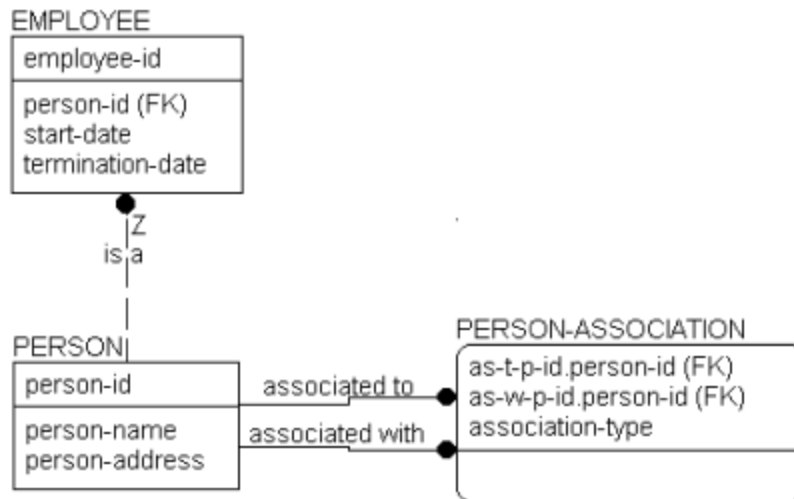 EMPLOYEE
employee-id
person-id (FK)
start-date
termination-date
Z
is a
PERSON
person-id
person-name
person-address
associated to
associated with
PERSON-ASSOCIATION
as-t-p-id.person-id (FK)
as-w-p-id.person-id (FK)
association-type